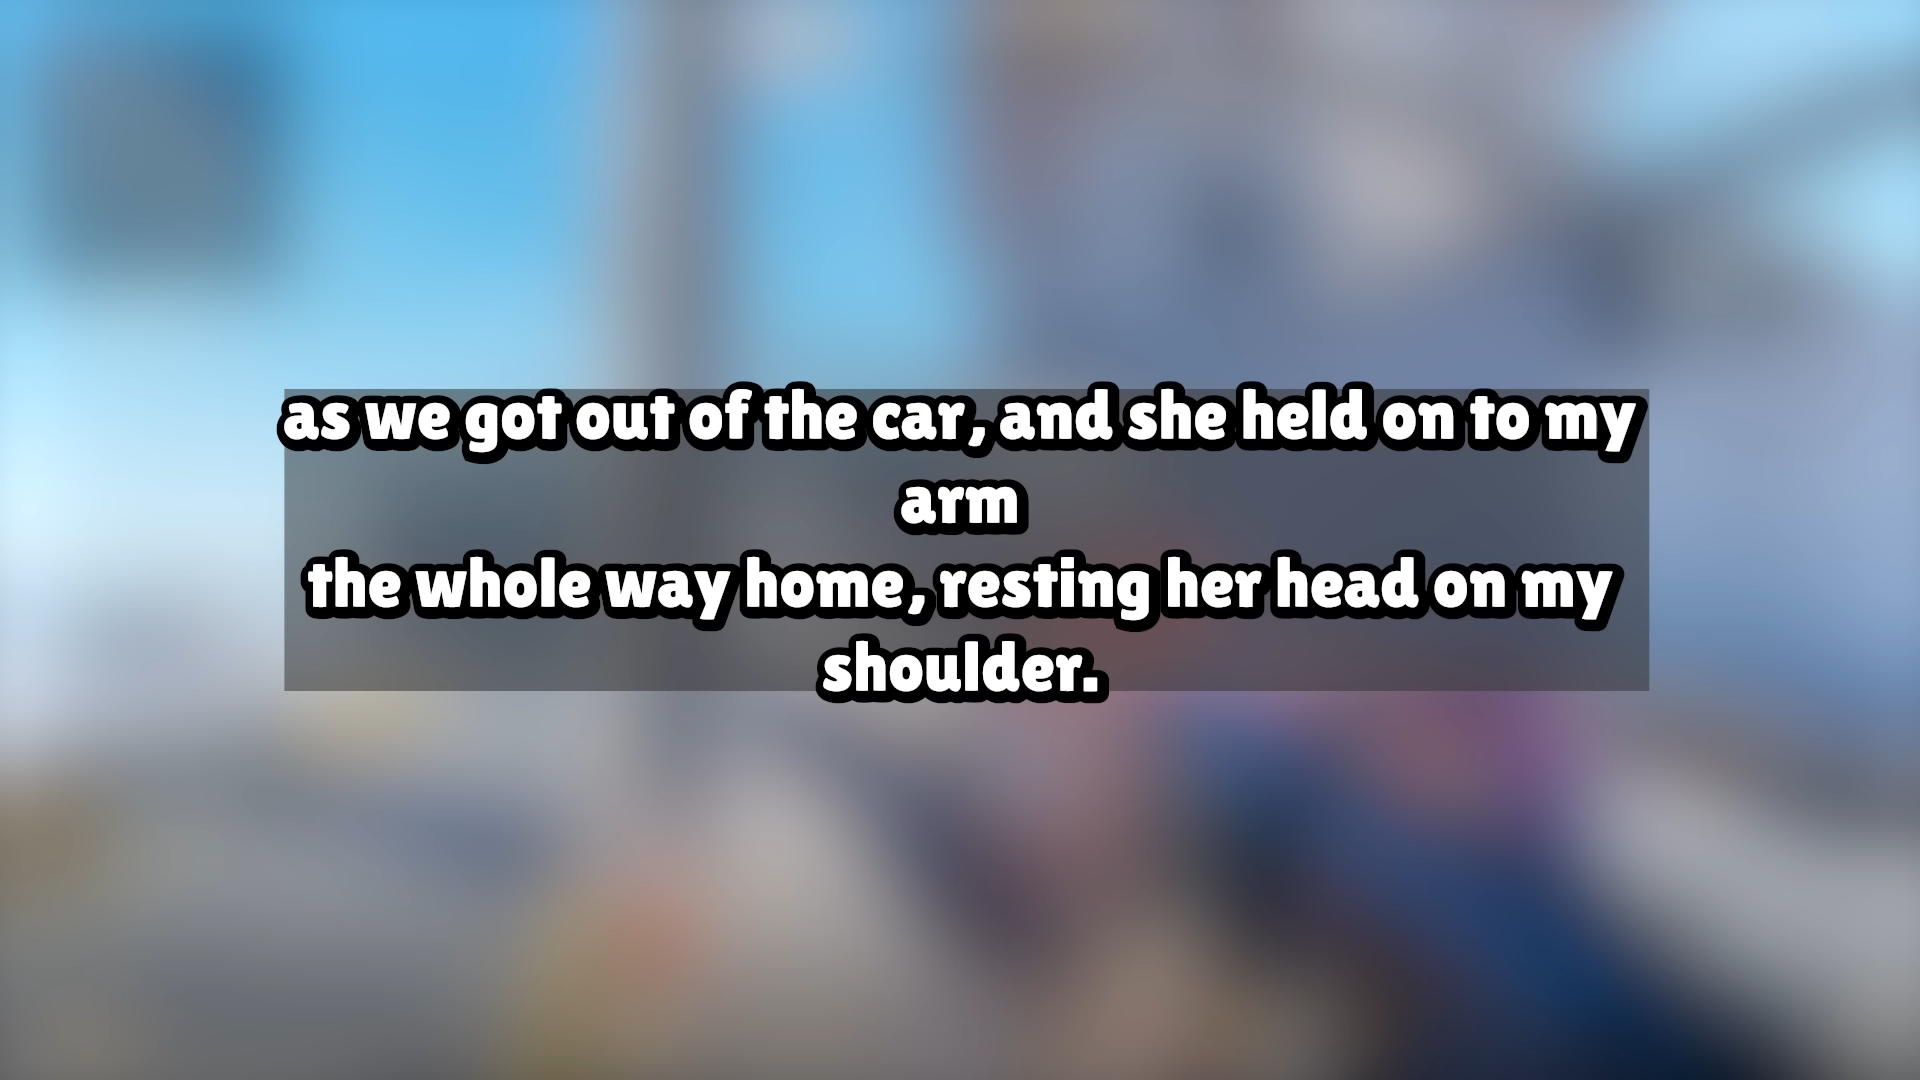 as we got out of the car, and she held on to my
arm
the whole way home, resting her head on my
shoulder.